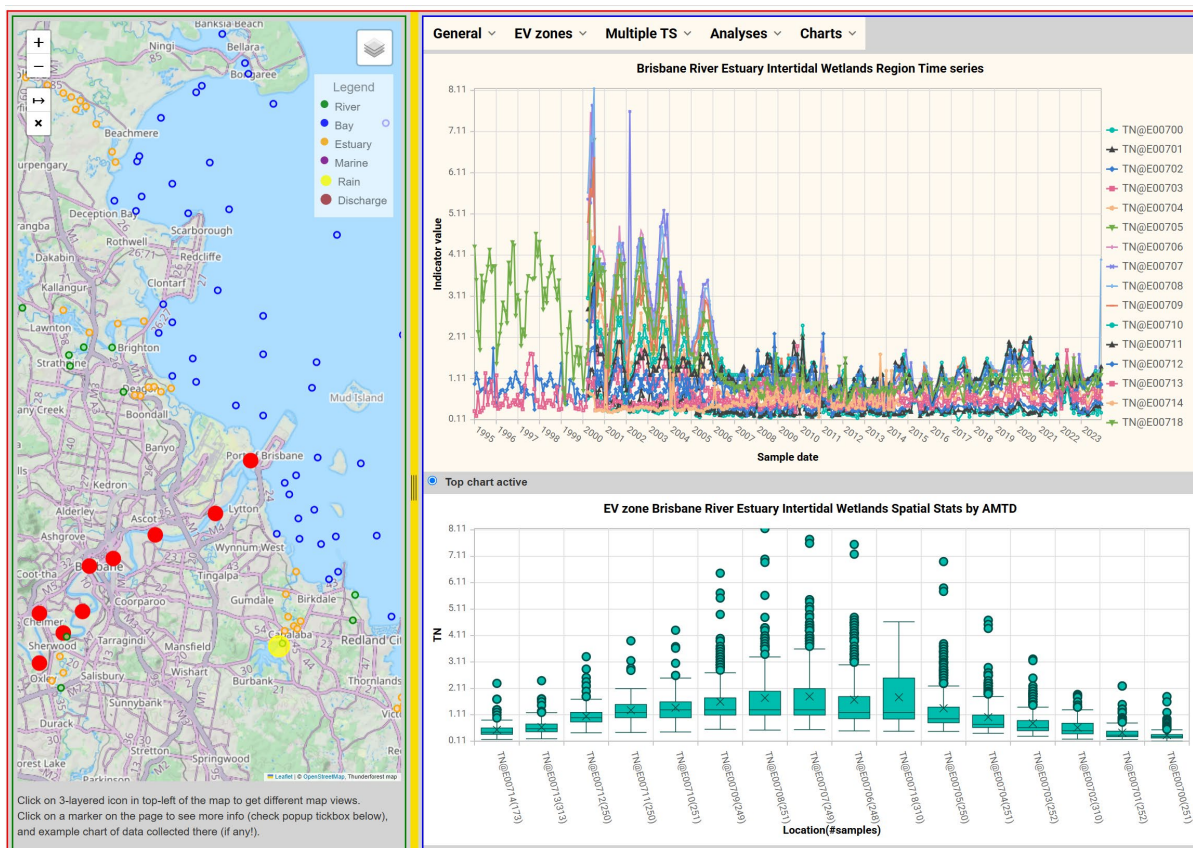 Banksia Beach
Ningi
Bellara
Bongaree
+
−
Legend
River
Bay
Estuary
Marine
Rain
Discharge
Beachmere
urpengary
Deception Bay
Scarborough
Rothwell
rangba
Dakabin
Redcliffe
Kallangur
Clontarf
Lawnton
Brighton
Strathpine
Mud Island
any Creek
Boondall
Banyo
Port of Brisbane
Kedron
Alderley
Ascot
Lytton
Ashgrove
Wynnum West
Coot-tha
Brisbane
Tingalpa
Coorparoo
Gumdale
Birkdale
Chelmer
Capalaba
Sherwood
Tarragindi
Mansfield
Redland City
Oxley
Salisbury
Wishart
Burbank
Thornlands
Sunnybank
Durack
Stretton
Springwood
orest Lake
Parkinson
Leaflet | © OpenStreetMap, Thunderforest map
Click on 3-layered icon in top-left of the map to get different map views.
Click on a marker on the page to see more info (check popup tickbox below),
and example chart of data collected there (if any!).
General EV zones Multiple TS Analyses Charts
Brisbane River Estuary Intertidal Wetlands Region Time series
Indicator value
8.11
7.11
6.11
5.11
4.11
3.11
2.11
1.11
0.11
1995 1996 1997 1998 1999 2000 2001 2002 2003 2004 2005 2006 2007 2008 2009 2010 2011 2012 2013 2014 2015 2016 2017 2018 2019 2020 2021 2022 2023
Sample date
TN@E00700
TN@E00701
TN@E00702
TN@E00703
TN@E00704
TN@E00705
TN@E00706
TN@E00707
TN@E00708
TN@E00709
TN@E00710
TN@E00711
TN@E00712
TN@E00713
TN@E00714
TN@E00718
Top chart active
EV zone Brisbane River Estuary Intertidal Wetlands Spatial Stats by AMTD
TN
8.11
7.11
6.11
5.11
4.11
3.11
2.11
1.11
0.11
TN@E00714(173)
TN@E00713(313)
TN@E00712(250)
TN@E00711(250)
TN@E00710(251)
TN@E00709(249)
TN@E00708(251)
TN@E00707(249)
TN@E00706(248)
TN@E00718(310)
TN@E00705(250)
TN@E00704(251)
TN@E00703(252)
TN@E00702(310)
TN@E00701(251)
TN@E00700(251)
Location(#samples)